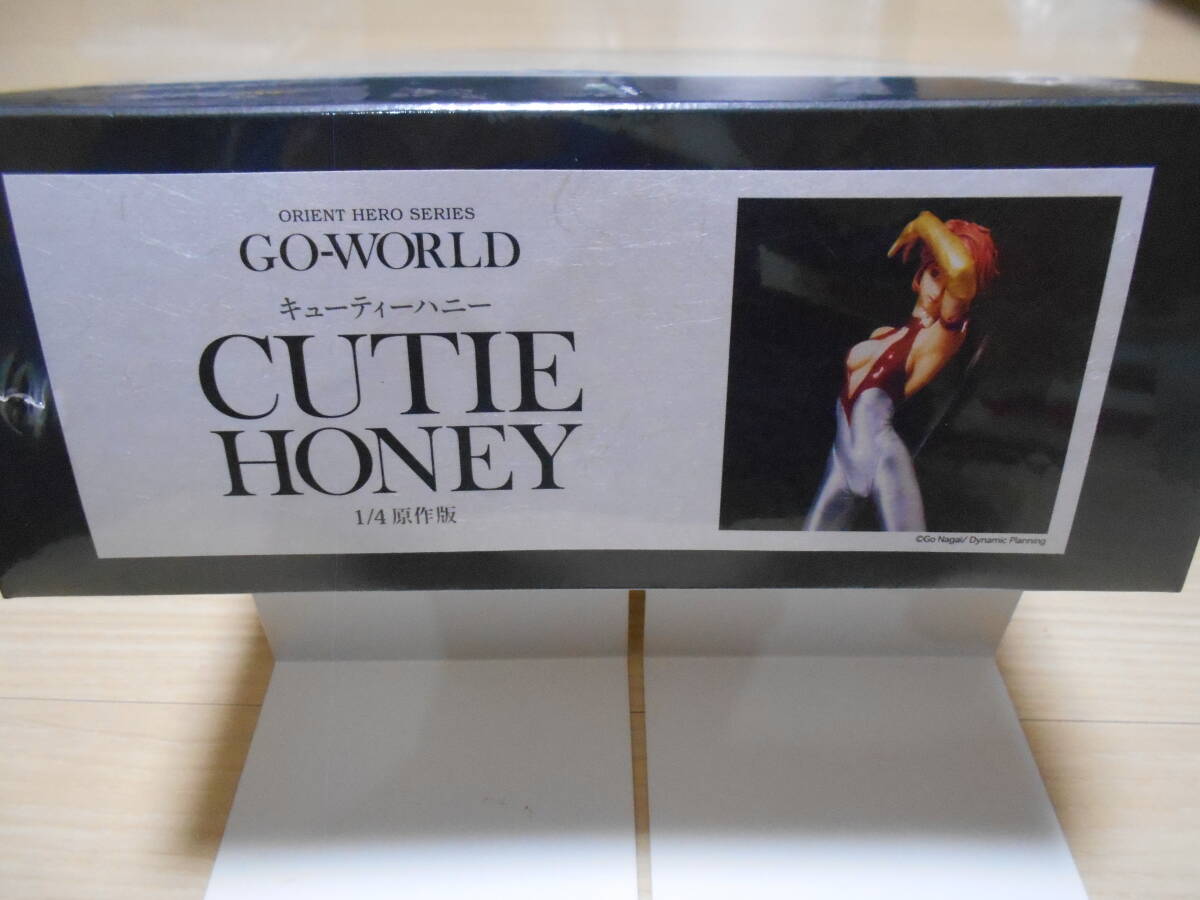 ORIENT HERO SERIES
GO-WORLD
キューティーハニー
CUTIE
HONEY
1/4 原作版
©Go Nagai/ Dynamic Planning